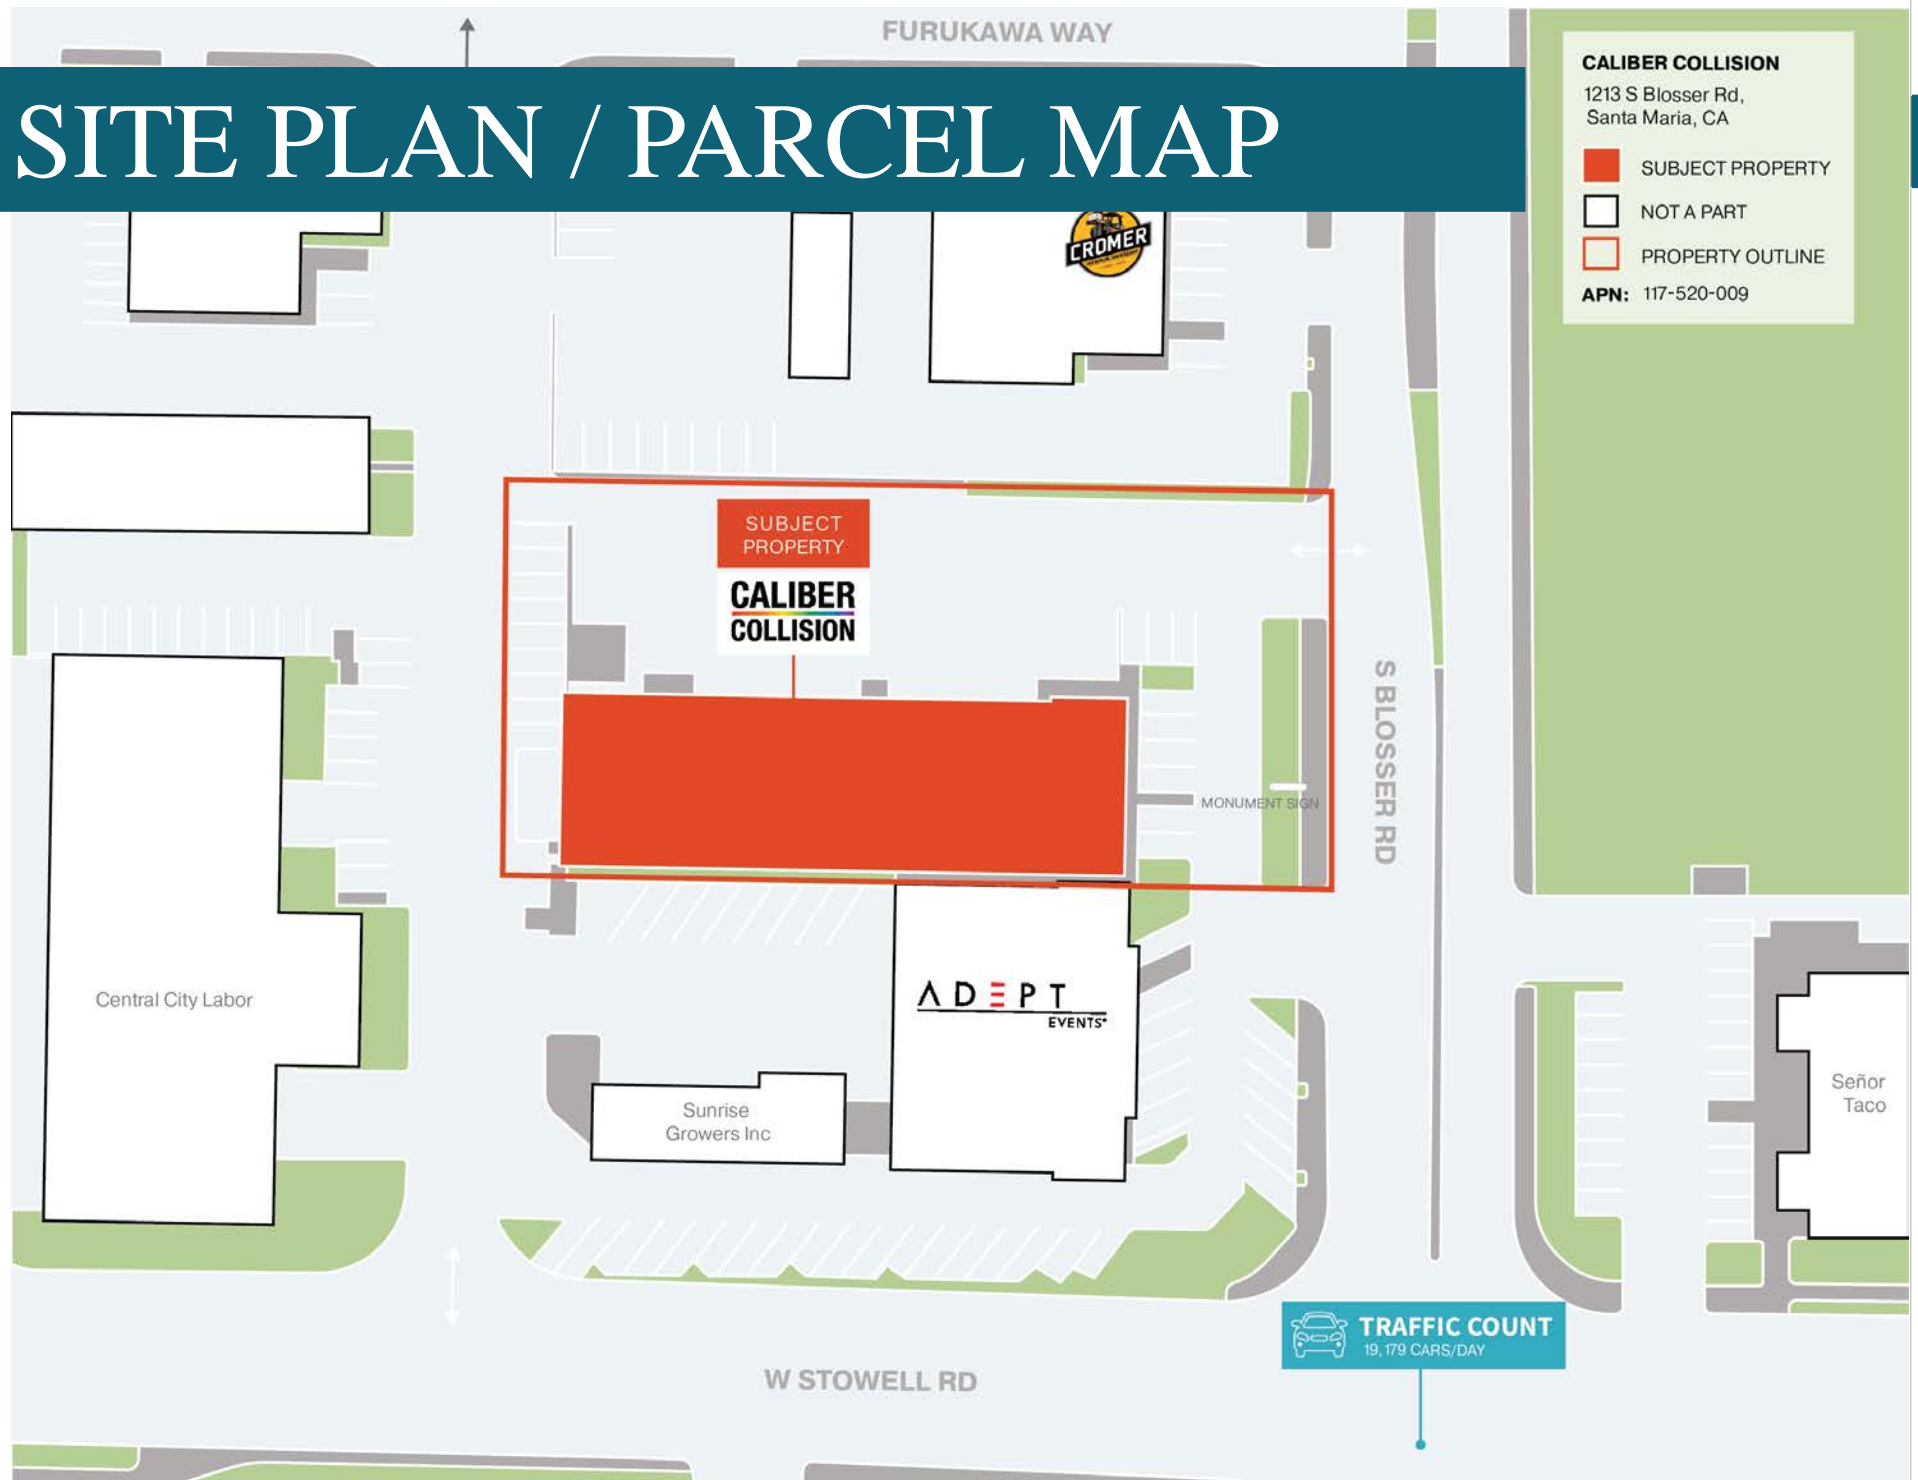 FURUKAWA WAY
SITE PLAN / PARCEL MAP
CALIBER COLLISION
1213 S Blosser Rd,
Santa Maria, CA
SUBJECT PROPERTY
NOT A PART
PROPERTY OUTLINE
APN: 117-520-009
CROMER
SUBJECT
PROPERTY
CALIBER
COLLISION
S BLOSSER RD
MONUMENT SIGN
Central City Labor
ADEPT
EVENTS
Sunrise
Growers Inc
Señor
Taco
TRAFFIC COUNT
19,179 CARS/DAY
W STOWELL RD